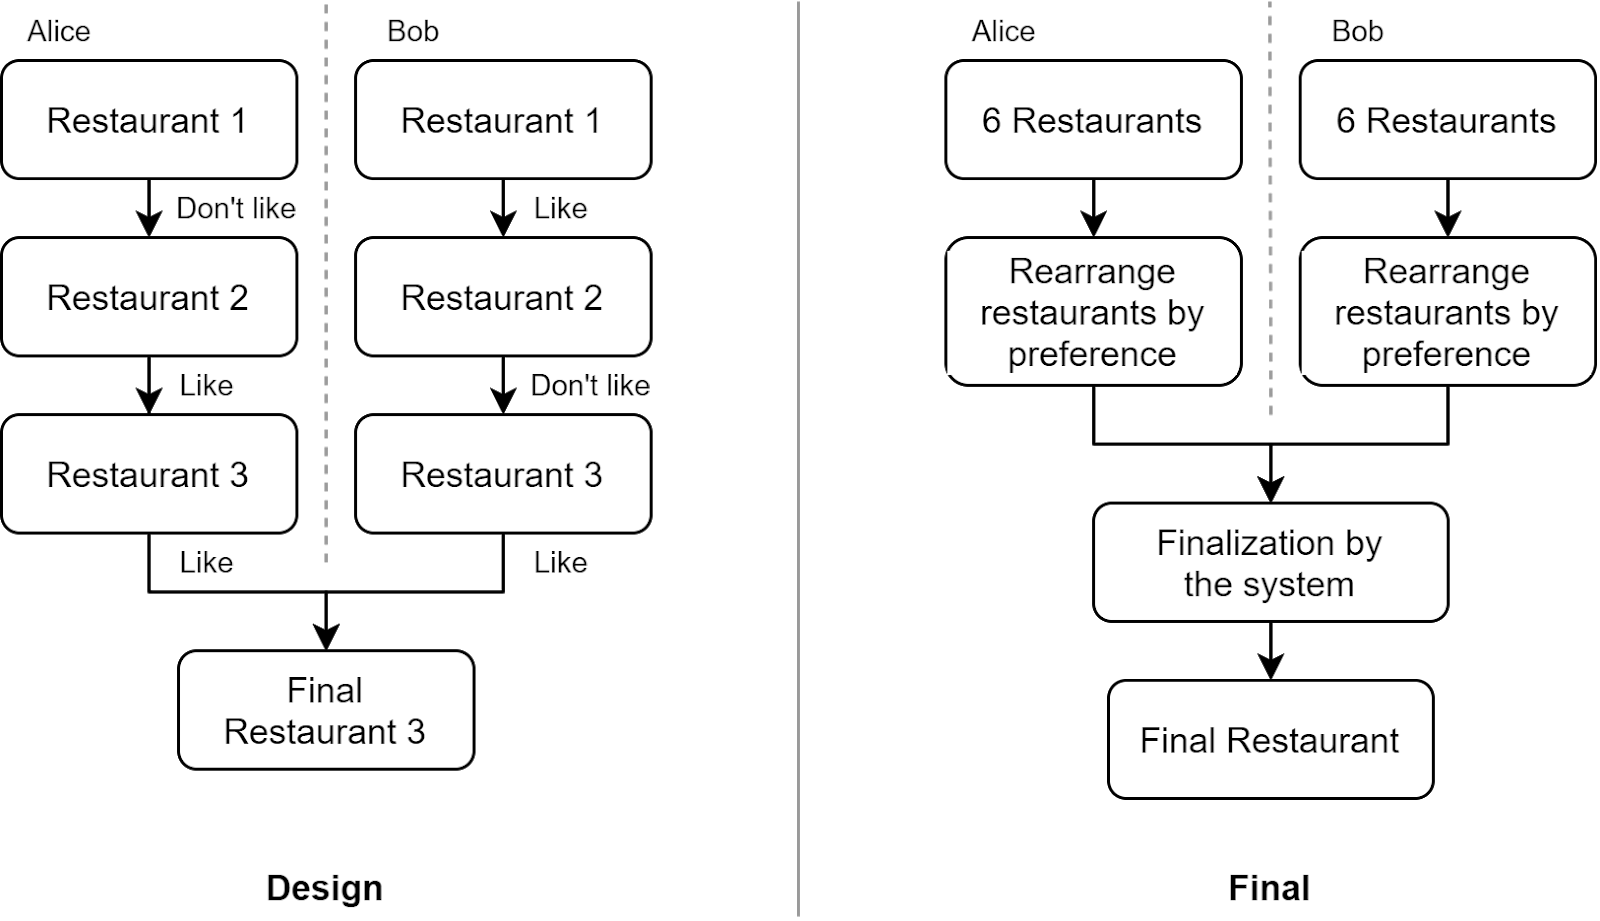 Alice
Bob
Restaurant 1
Restaurant 1
Don't like
Like
Restaurant 2
Restaurant 2
Like
Don't like
Restaurant 3
Restaurant 3
Like
Like
Final
Restaurant 3
Design
Alice
Bob
6 Restaurants
6 Restaurants
Rearrange
restaurants by
preference
Rearrange
restaurants by
preference
Finalization by
the system
Final Restaurant
Final